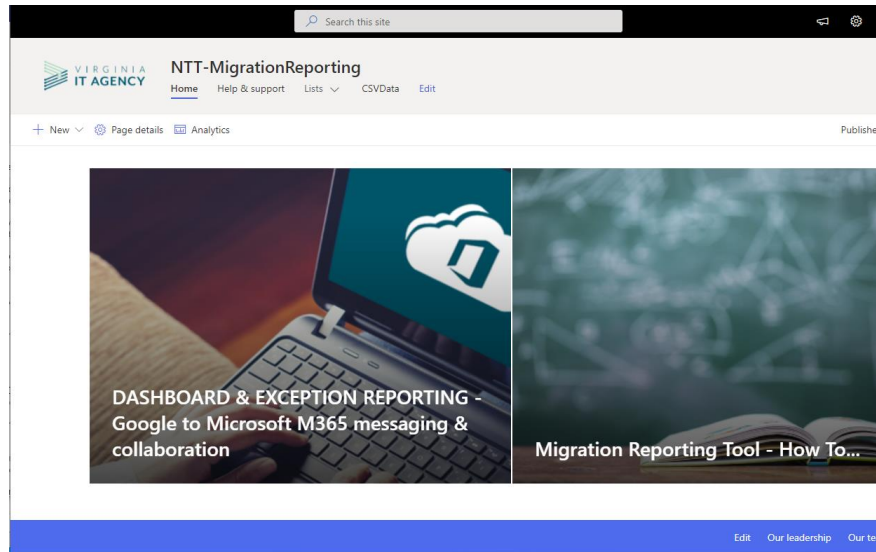 Search this site
VIRGINIA
IT AGENCY
NTT-MigrationReporting
Home Help & support Lists CSVData Edit
New Page details Analytics
Publishe
DASHBOARD & EXCEPTION REPORTING -
Google to Microsoft M365 messaging &
collaboration
Migration Reporting Tool - How To...
Edit Our leadership Our te